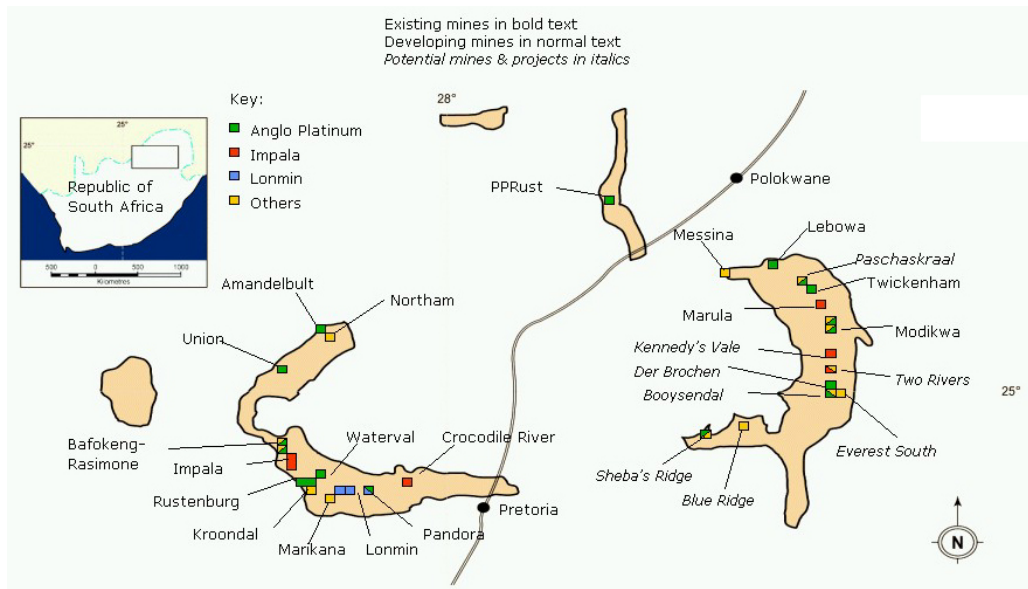 Existing mines in bold text
Developing mines in normal text
Potential mines & projects in italics
Key:
Anglo Platinum
Impala
Lonmin
Others
28°
25°
25°
Republic of
South Africa
500 0 500 1000
Kilometres
PPRust
Polokwane
Messina
Lebowa
Paschaskraal
Twickenham
Marula
Modikwa
Kennedy's Vale
Der Brochen
Two Rivers
Booysendal
25°
Everest South
Sheba's Ridge
Blue Ridge
Amandelbult
Northam
Union
Bafokeng-
Rasimone
Waterval
Crocodile River
Impala
Rustenburg
Kroondal
Marikana
Lonmin
Pandora
Pretoria
N